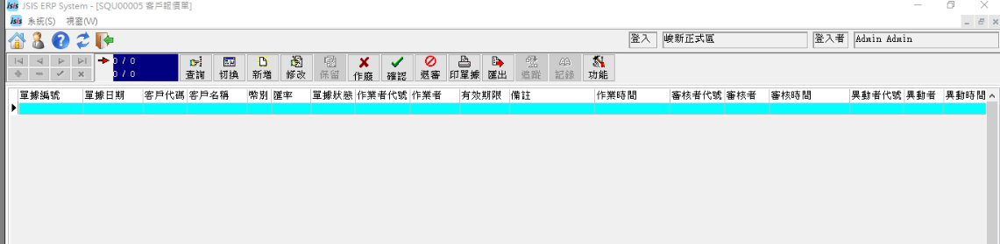 jsis JSIS ERP System - [SQU00005 客戶報價單]
jsis 系統(S) 視窗(W)
登入 峻新正式區 登入者 Admin Admin
0 / 0
0 / 0
查詢 切換 新增 修改 保留 作廢 確認 退審 印單據 匯出 追蹤 記錄 功能
單據編號 單據日期 客戶代碼 客戶名稱 幣別 匯率 單據狀態 作業者代號 作業者 有效期限 備註 作業時間 審核者代號 審核者 審核時間 異動者代號 異動者 異動時間